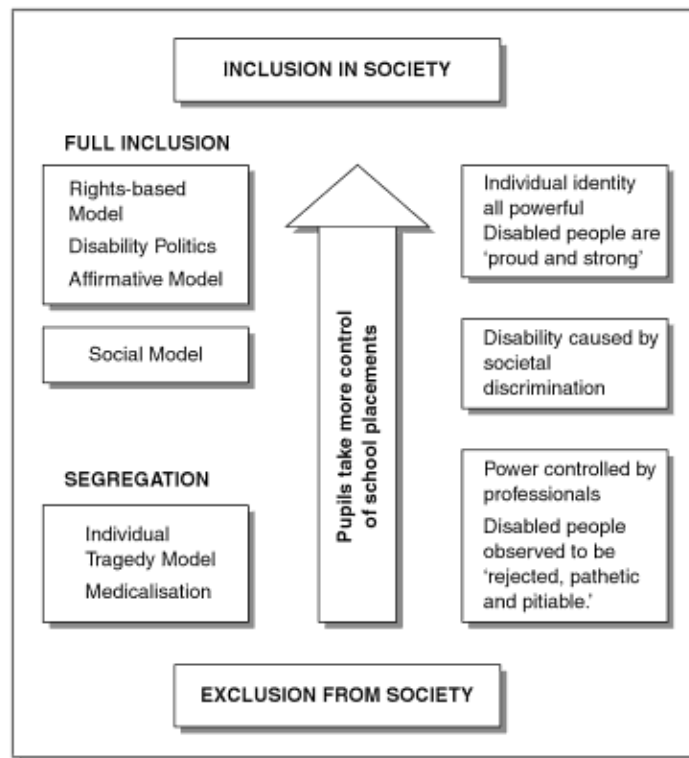 INCLUSION IN SOCIETY
FULL INCLUSION
Rights-based
Model
Disability Politics
Affirmative Model
Social Model
SEGREGATION
Individual
Tragedy Model
Medicalisation
Pupils take more control
of school placements
Individual identity
all powerful
Disabled people are
‘proud and strong’
Disability caused by
societal
discrimination
Power controlled by
professionals
Disabled people
observed to be
‘rejected, pathetic
and pitiable.’
EXCLUSION FROM SOCIETY